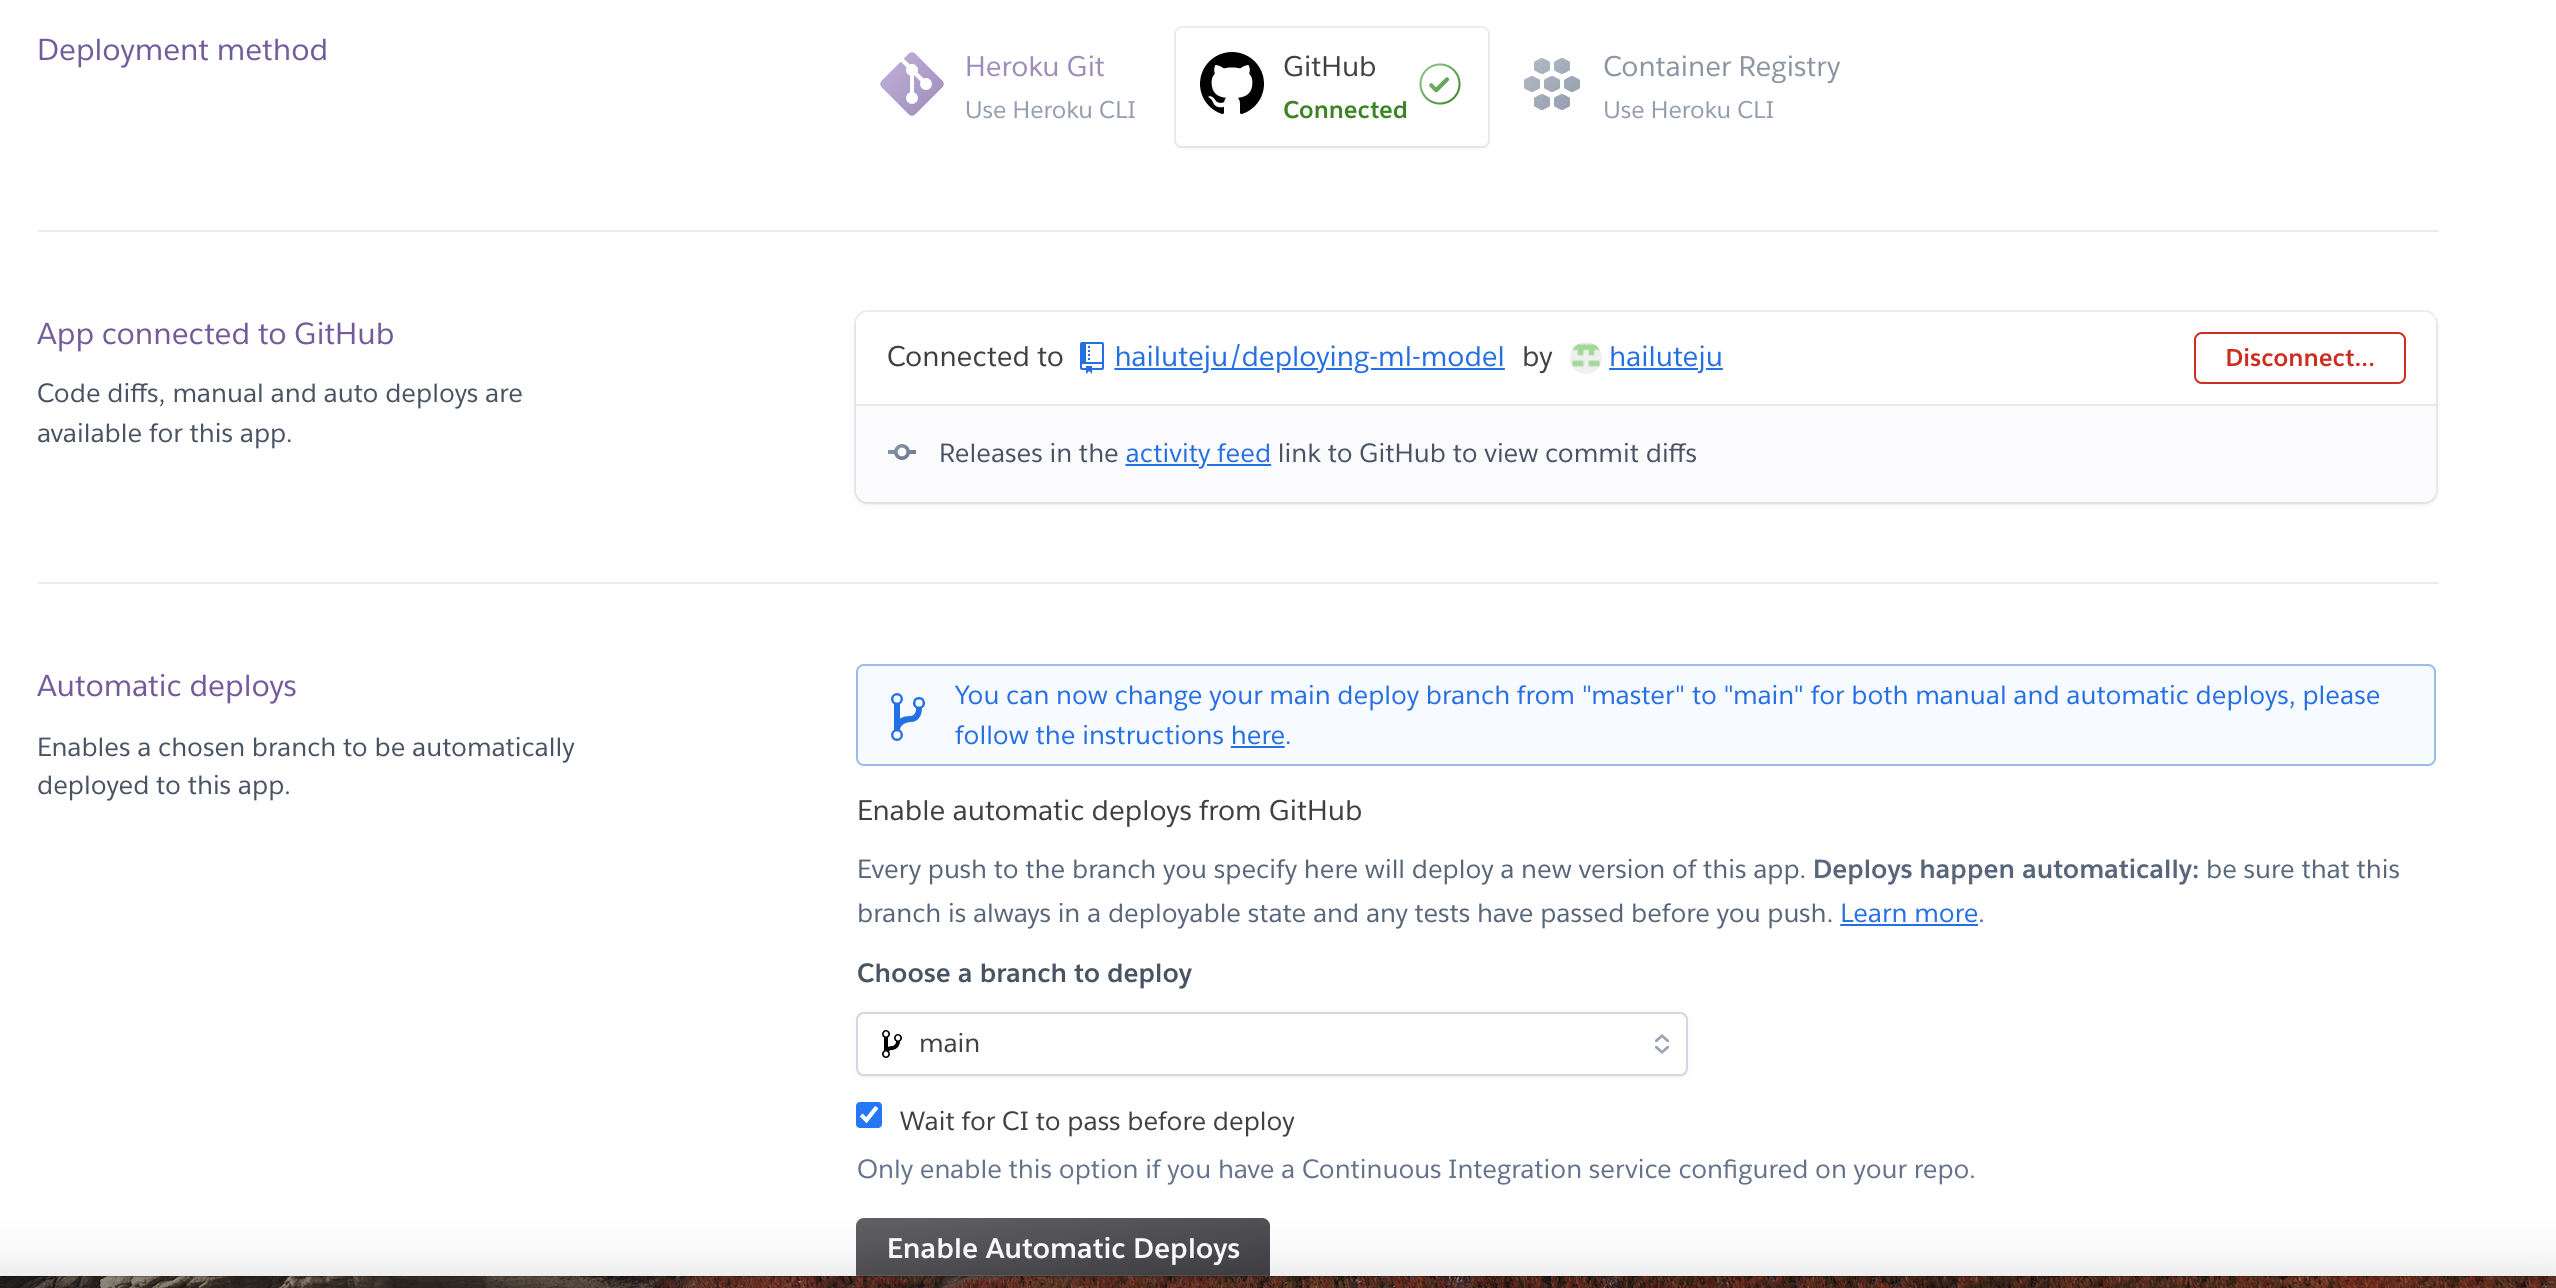 Deployment method
Heroku Git
Use Heroku CLI
GitHub
Connected
Container Registry
Use Heroku CLI
App connected to GitHub
Code diffs, manual and auto deploys are
available for this app.
Connected to hailuteju/deploying-ml-model by hailuteju
Disconnect...
Releases in the activity feed link to GitHub to view commit diffs
Automatic deploys
Enables a chosen branch to be automatically
deployed to this app.
You can now change your main deploy branch from "master" to "main" for both manual and automatic deploys, please
follow the instructions here.
Enable automatic deploys from GitHub
Every push to the branch you specify here will deploy a new version of this app. Deploys happen automatically: be sure that this
branch is always in a deployable state and any tests have passed before you push. Learn more.
Choose a branch to deploy
main
Wait for CI to pass before deploy
Only enable this option if you have a Continuous Integration service configured on your repo.
Enable Automatic Deploys